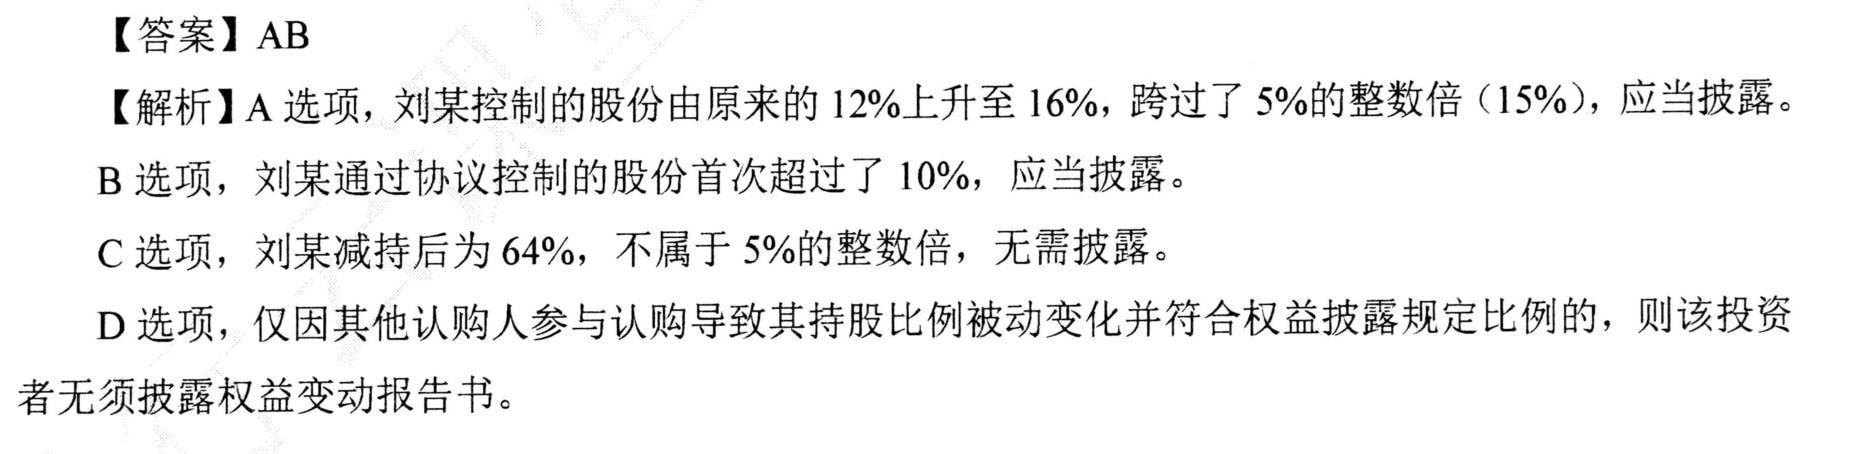 【答案】AB
【解析】A 选项，刘某控制的股份由原来的 12%上升至 16%，跨过了 5%的整数倍（15%），应当披露。
B 选项，刘某通过协议控制的股份首次超过了 10%，应当披露。
C 选项，刘某减持后为 64%，不属于 5%的整数倍，无需披露。
D 选项，仅因其他认购人参与认购导致其持股比例被动变化并符合权益披露规定比例的，则该投资
者无须披露权益变动报告书。